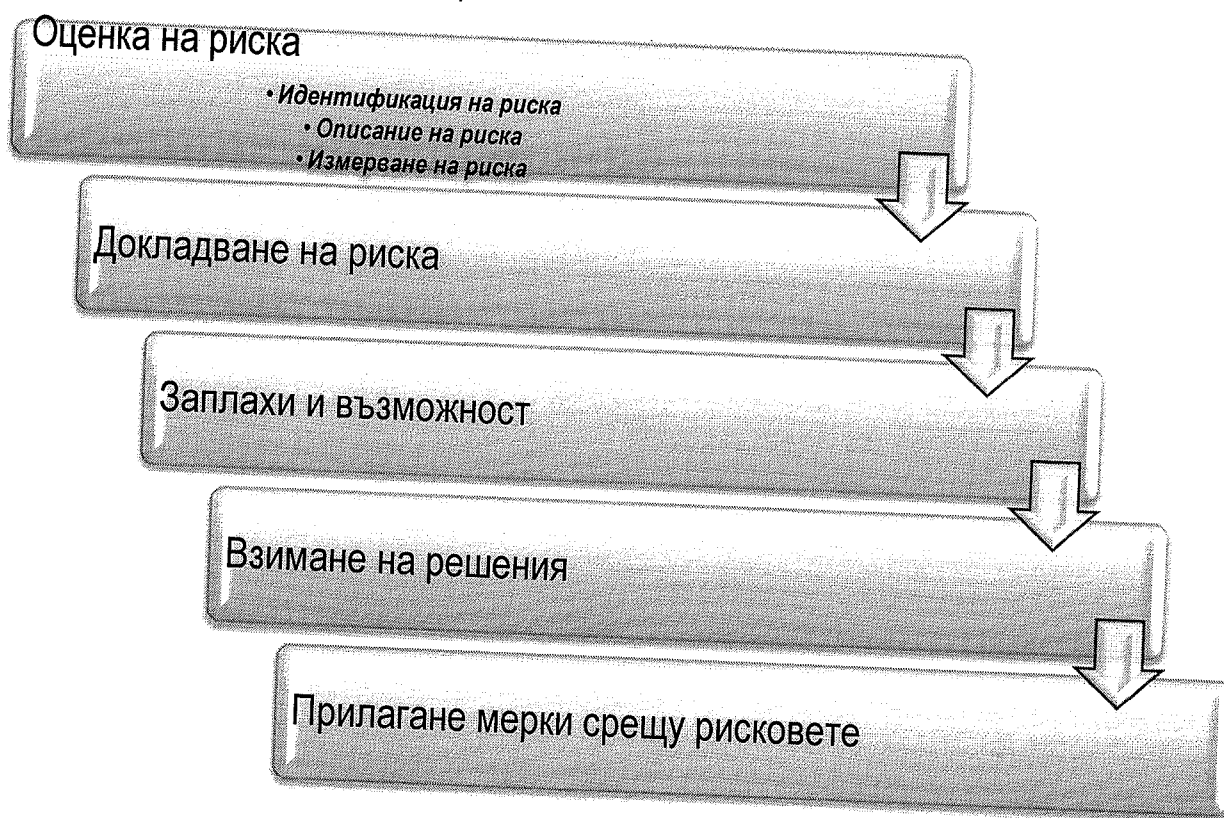 Оценка на риска
• Идентификация на риска
• Описание на риска
• Измерване на риска
Докладване на риска
Заплахи и възможност
Взимане на решения
Прилагане мерки срещу рисковете